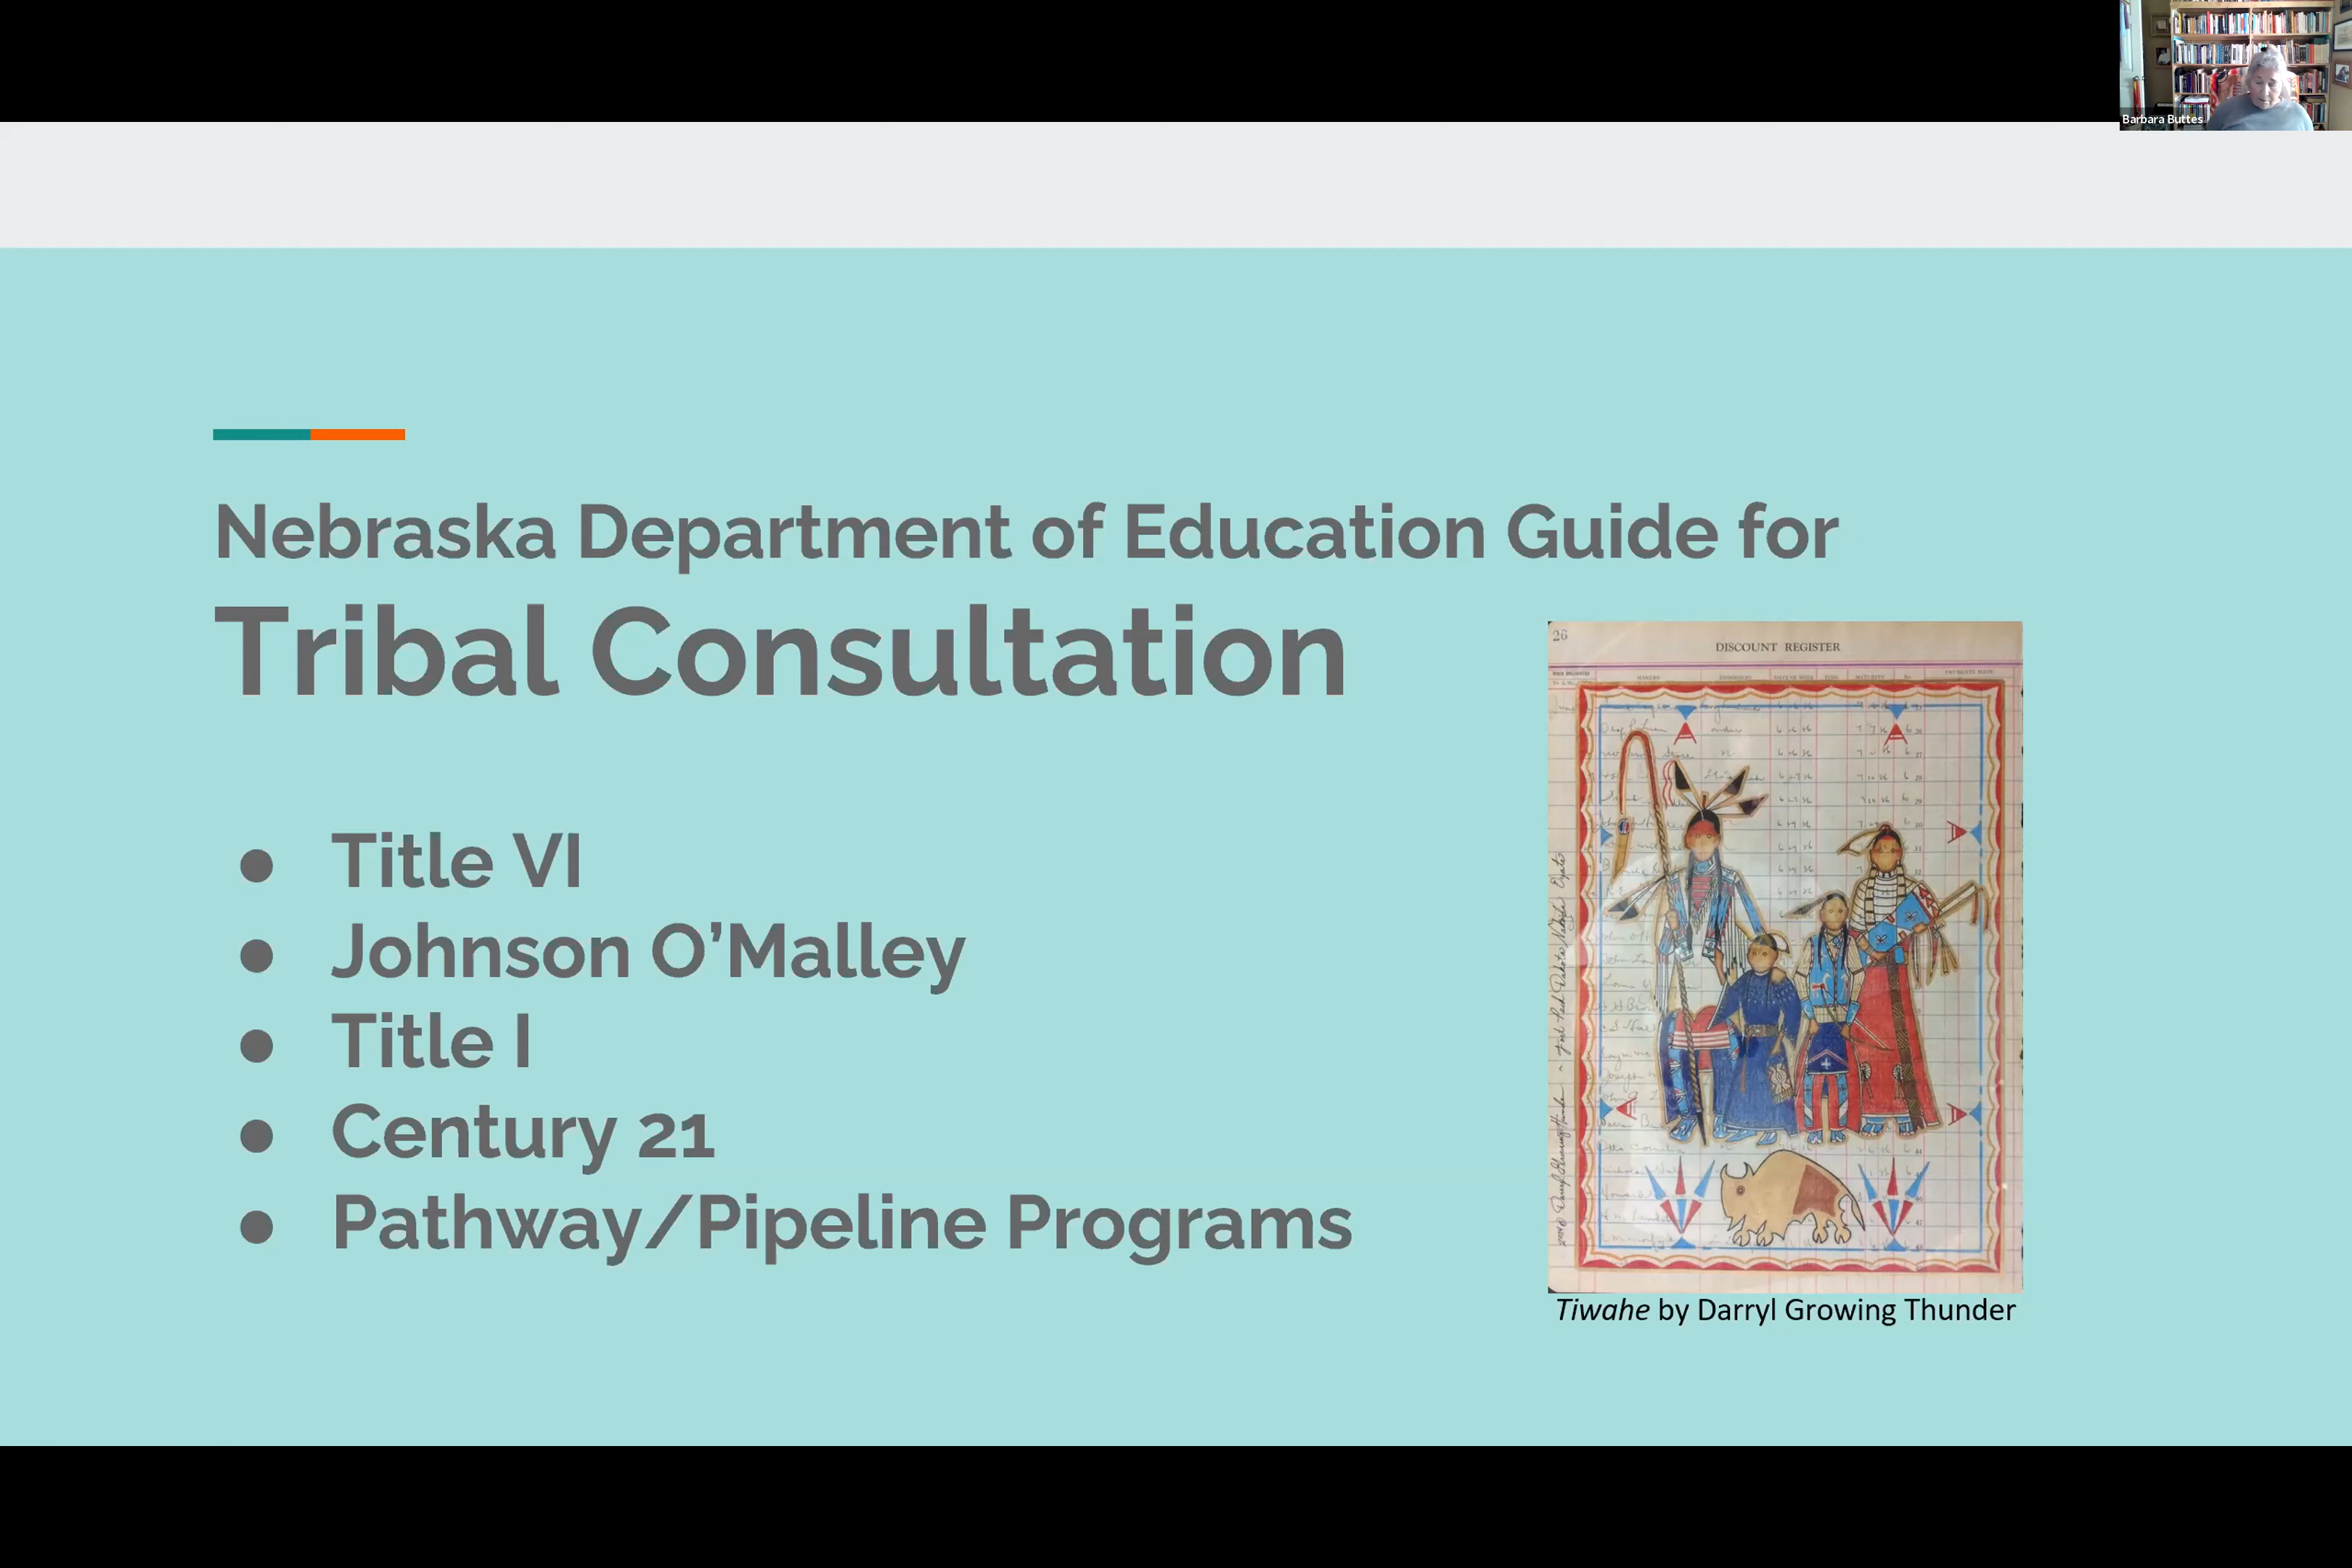 Barbara Buttes
Nebraska Department of Education Guide for
Tribal Consultation
● Title VI
● Johnson O’Malley
● Title I
● Century 21
● Pathway/Pipeline Programs
26
DISCOUNT REGISTER
MATURITY
Tiwahe by Darryl Growing Thunder